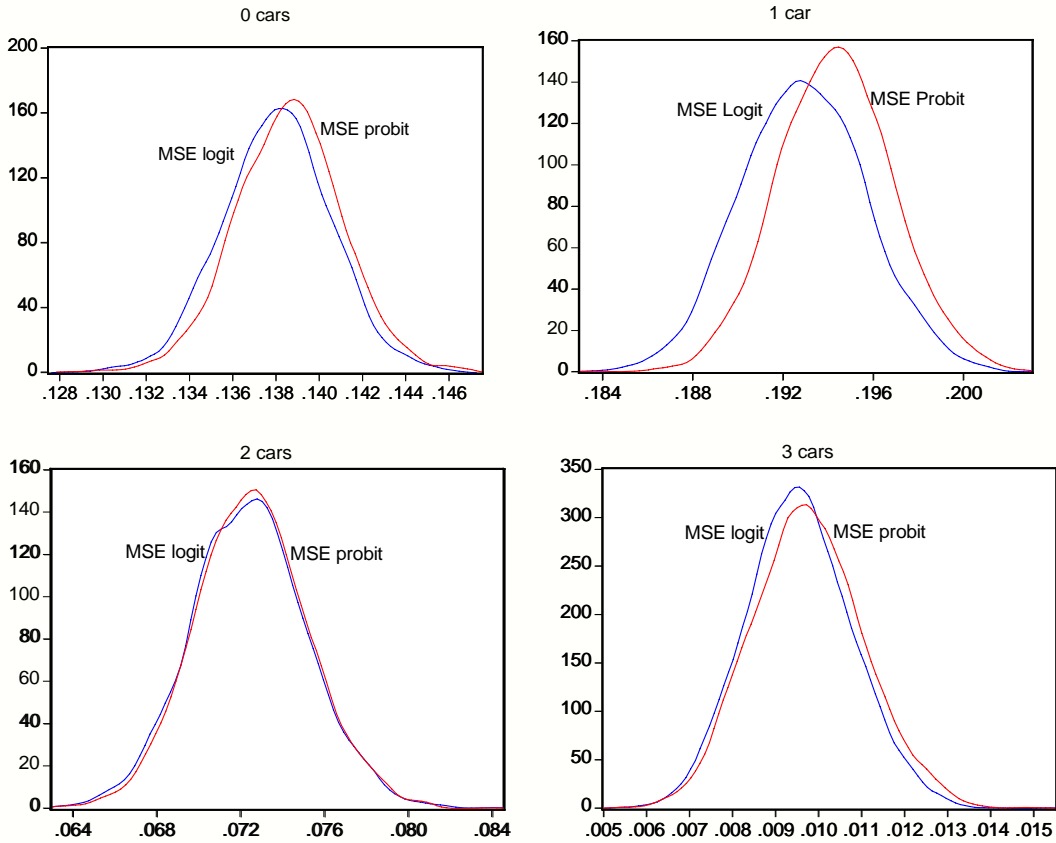 0 cars
200
160
120
80
40
0
MSE logit
MSE probit
.128 .130 .132 .134 .136 .138 .140 .142 .144 .146
1 car
160
140
120
100
80
60
40
20
0
MSE Logit
MSE Probit
.184 .188 .192 .196 .200
2 cars
160
140
120
100
80
60
40
20
0
MSE logit
MSE probit
.064 .068 .072 .076 .080 .084
3 cars
350
300
250
200
150
100
50
0
MSE logit
MSE probit
.005 .006 .007 .008 .009 .010 .011 .012 .013 .014 .015